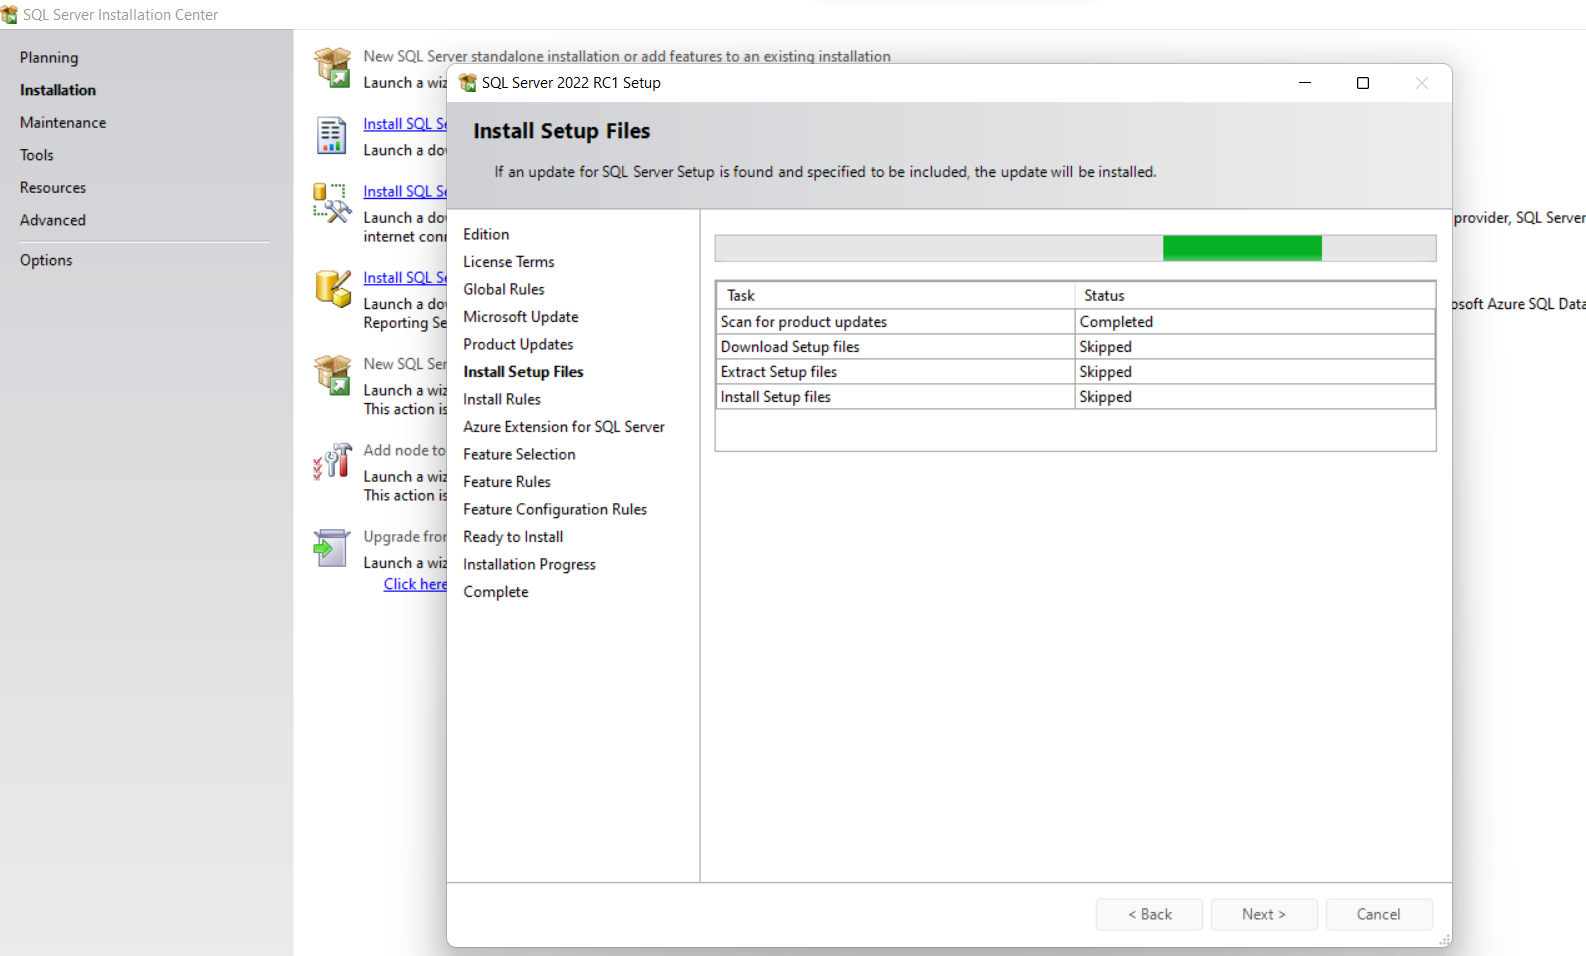 SQL Server Installation Center
Planning
Installation
Maintenance
Tools
Resources
Advanced
Options
New SQL Server standalone installation or add features to an existing installation
Launch a wiz
Install SQL Se
Launch a dow
Install SQL Se
Launch a dow
internet conn
provider, SQL Server
Install SQL Se
Launch a dow
Reporting Se
osoft Azure SQL Data
New SQL Ser
Launch a wiz
This action is
Add node to
Launch a wiz
This action is
Upgrade from
Launch a wiz
Click here
SQL Server 2022 RC1 Setup
Install Setup Files
If an update for SQL Server Setup is found and specified to be included, the update will be installed.
Edition
License Terms
Global Rules
Microsoft Update
Product Updates
Install Setup Files
Install Rules
Azure Extension for SQL Server
Feature Selection
Feature Rules
Feature Configuration Rules
Ready to Install
Installation Progress
Complete
Task Status
Scan for product updates Completed
Download Setup files Skipped
Extract Setup files Skipped
Install Setup files Skipped
< Back
Next >
Cancel